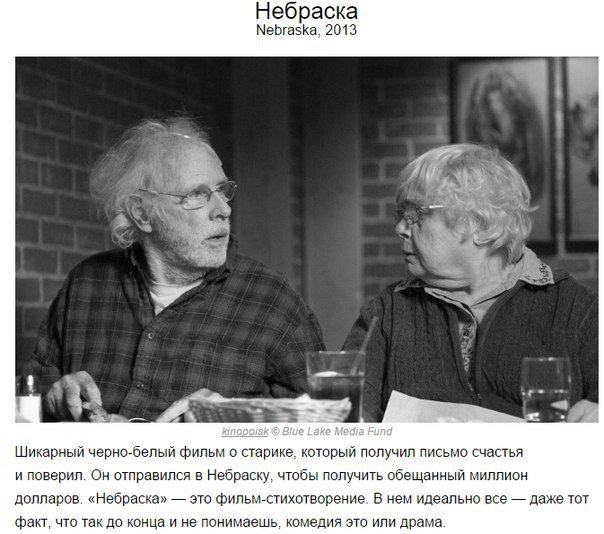 Небраска
Nebraska, 2013
kinopoisk © Blue Lake Media Fund
Шикарный черно-белый фильм о старике, который получил письмо счастья
и поверил. Он отправился в Небраску, чтобы получить обещанный миллион
долларов. «Небраска» — это фильм-стихотворение. В нем идеально все — даже тот
факт, что так до конца и не понимаешь, комедия это или драма.